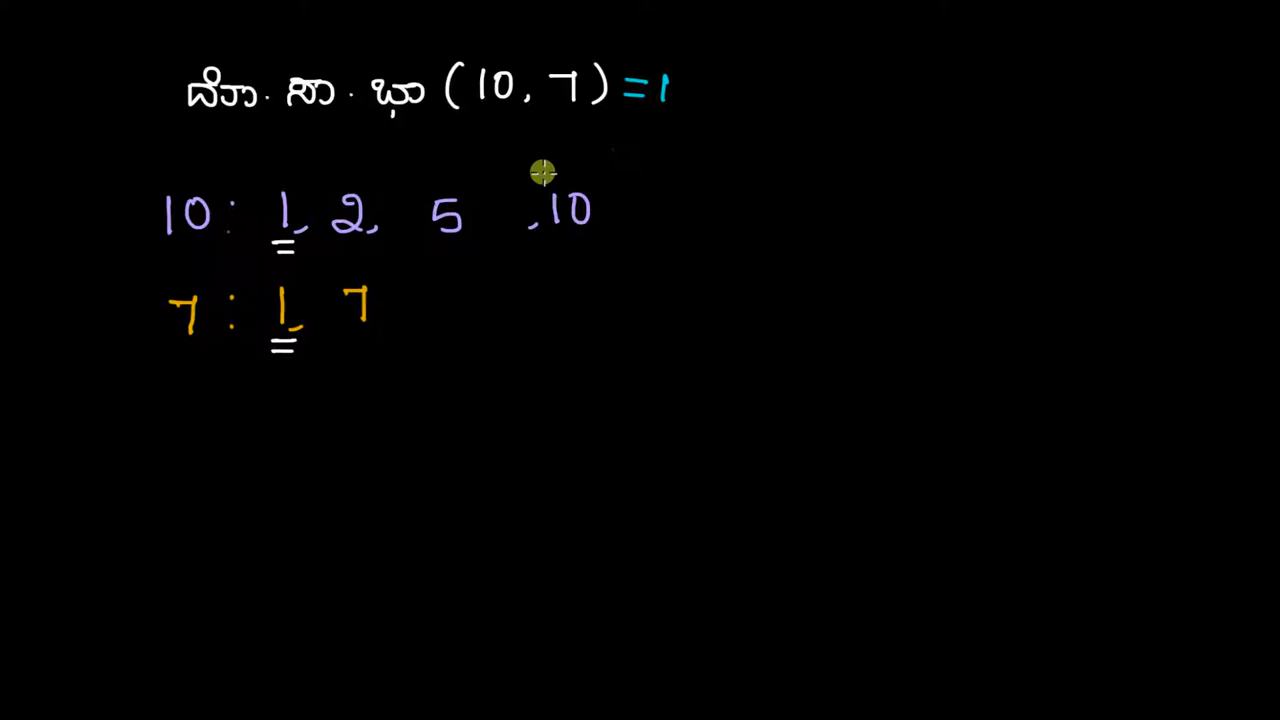 ದೊ. ಸಾ. ಭಾ (10, 7) = 1
10: 1, 2, 5 , 10
7: 1, 7